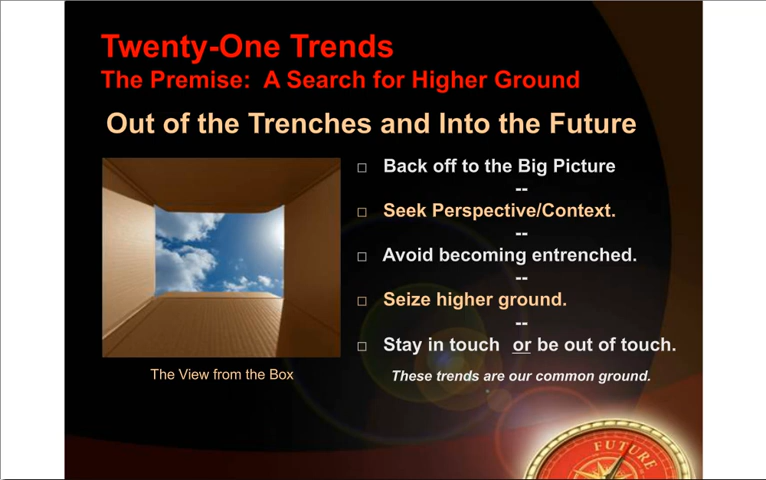 Twenty-One Trends
The Premise: A Search for Higher Ground
Out of the Trenches and Into the Future
Back off to the Big Picture
--
Seek Perspective/Context.
--
Avoid becoming entrenched.
--
Seize higher ground.
--
Stay in touch or be out of touch.
The View from the Box
These trends are our common ground.
FUTURE